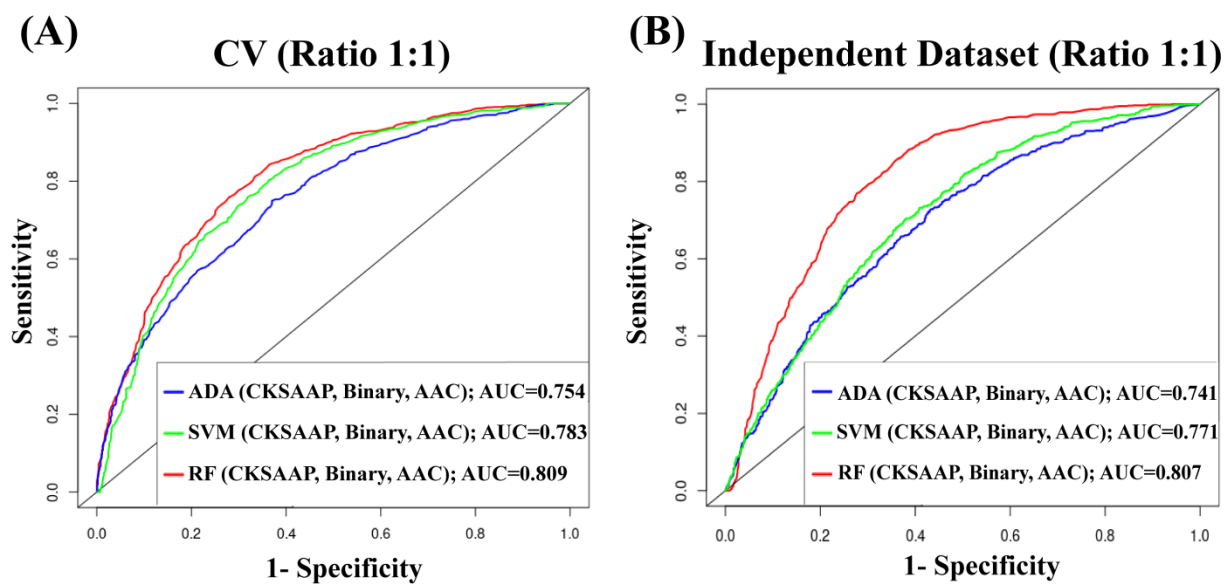 (A)
CV (Ratio 1:1)
Sensitivity
1.0
0.8
0.6
0.4
0.2
0.0
ADA (CKSAAP, Binary, AAC); AUC=0.754
SVM (CKSAAP, Binary, AAC); AUC=0.783
RF (CKSAAP, Binary, AAC); AUC=0.809
0.0 0.2 0.4 0.6 0.8 1.0
1- Specificity
(B)
Independent Dataset (Ratio 1:1)
Sensitivity
1.0
0.8
0.6
0.4
0.2
0.0
ADA (CKSAAP, Binary, AAC); AUC=0.741
SVM (CKSAAP, Binary, AAC); AUC=0.771
RF (CKSAAP, Binary, AAC); AUC=0.807
0.0 0.2 0.4 0.6 0.8 1.0
1- Specificity